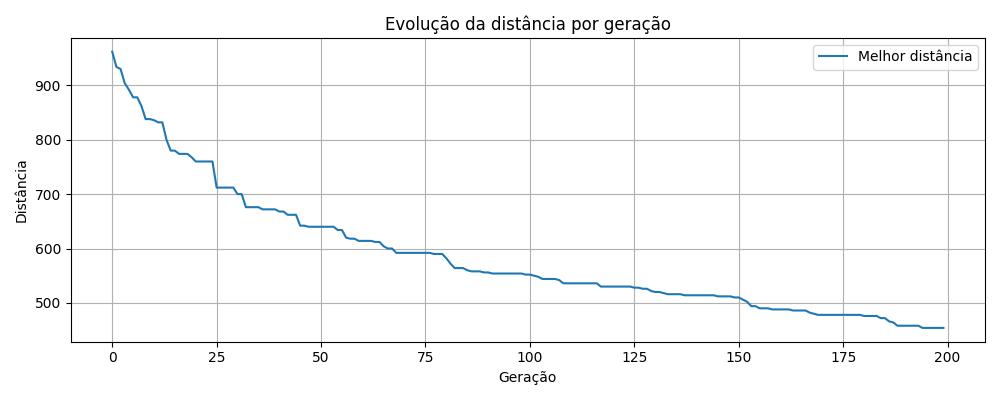 Evolução da distância por geração
Melhor distância
Distância
900
800
700
600
500
0 25 50 75 100 125 150 175 200
Geração